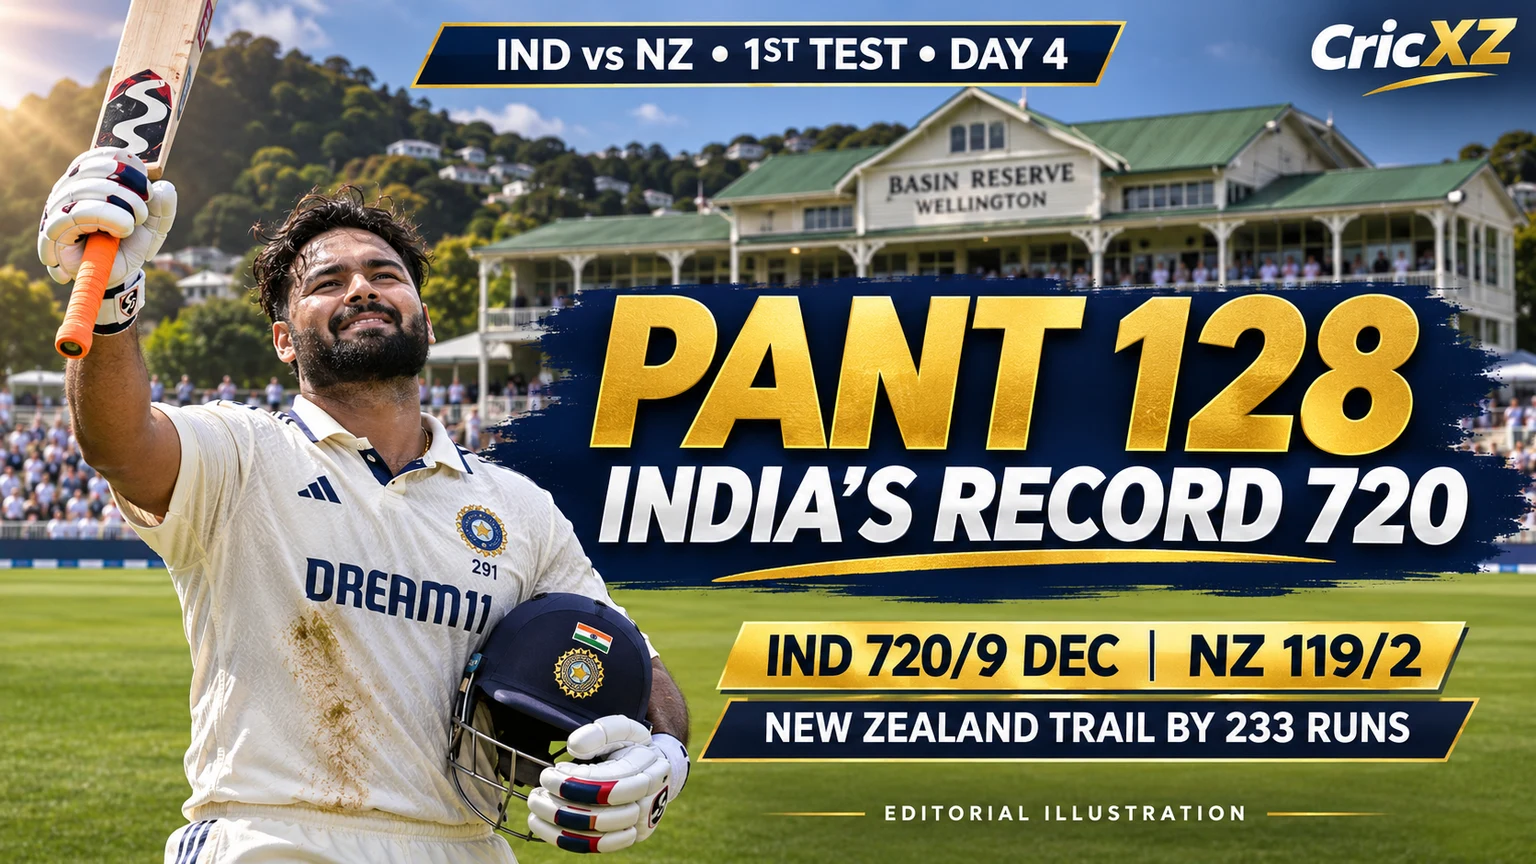 IND vs NZ • 1ST TEST • DAY 4
CricXZ
BASIN RESERVE
WELLINGTON
PANT 128
INDIA'S RECORD 720
291
DREAM11
IND 720/9 DEC | NZ 119/2
NEW ZEALAND TRAIL BY 233 RUNS
EDITORIAL ILLUSTRATION